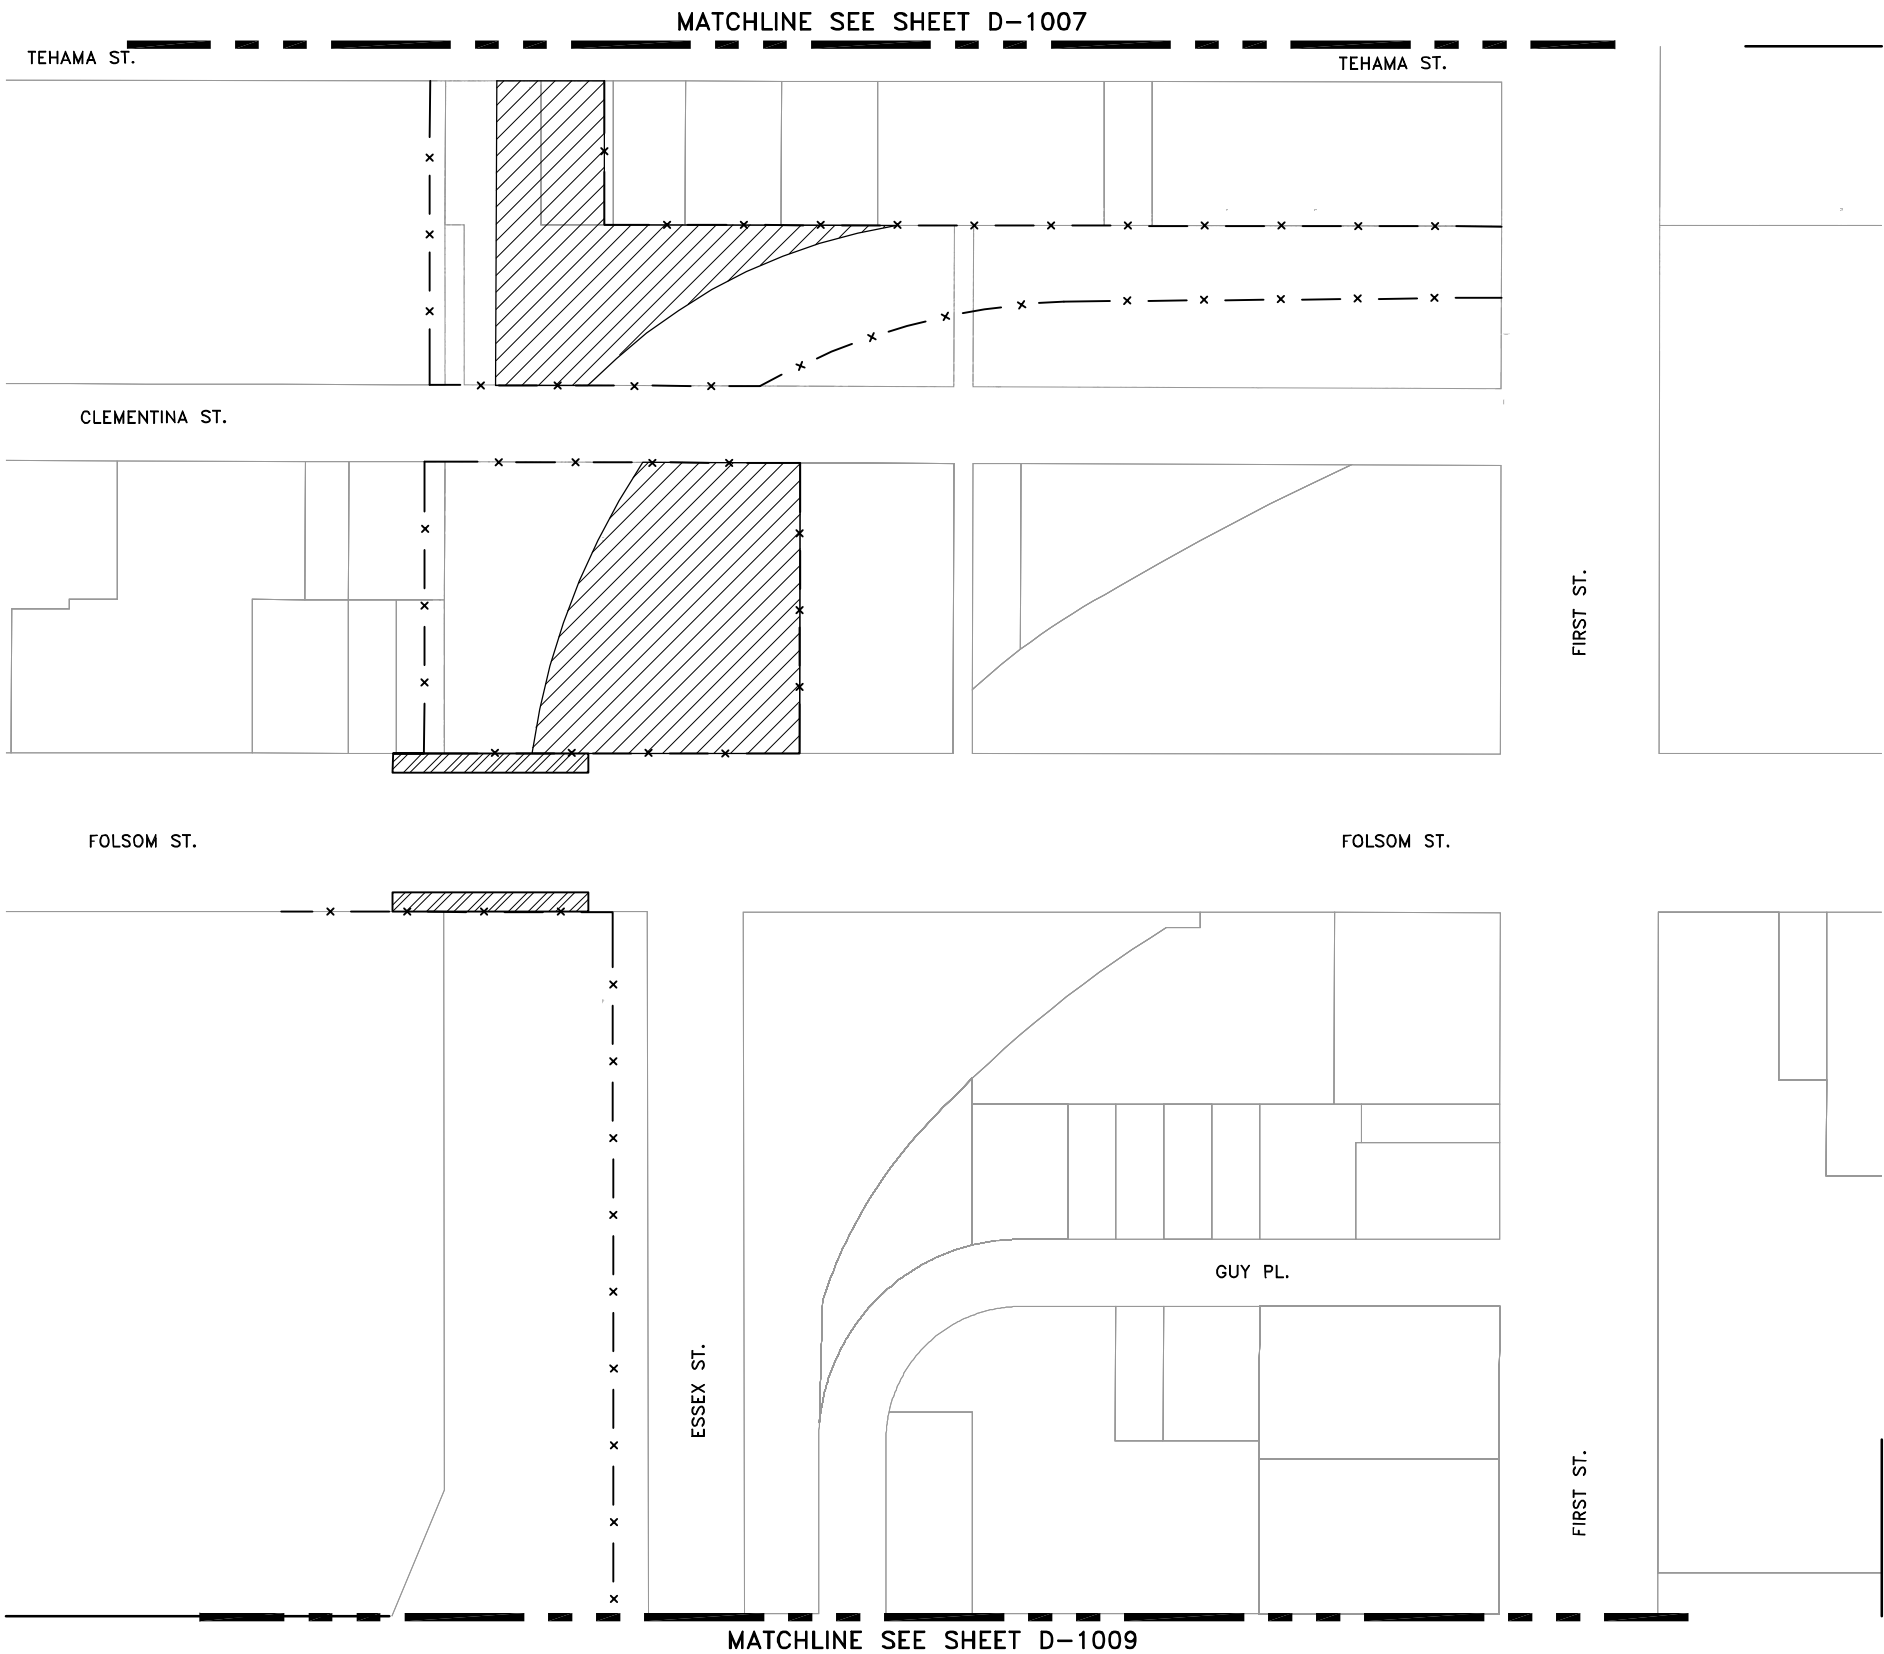 MATCHLINE SEE SHEET D-1007
TEHAMA ST.
TEHAMA ST.
CLEMENTINA ST.
FIRST ST.
FOLSOM ST.
FOLSOM ST.
GUY PL.
ESSEX ST.
FIRST ST.
MATCHLINE SEE SHEET D-1009